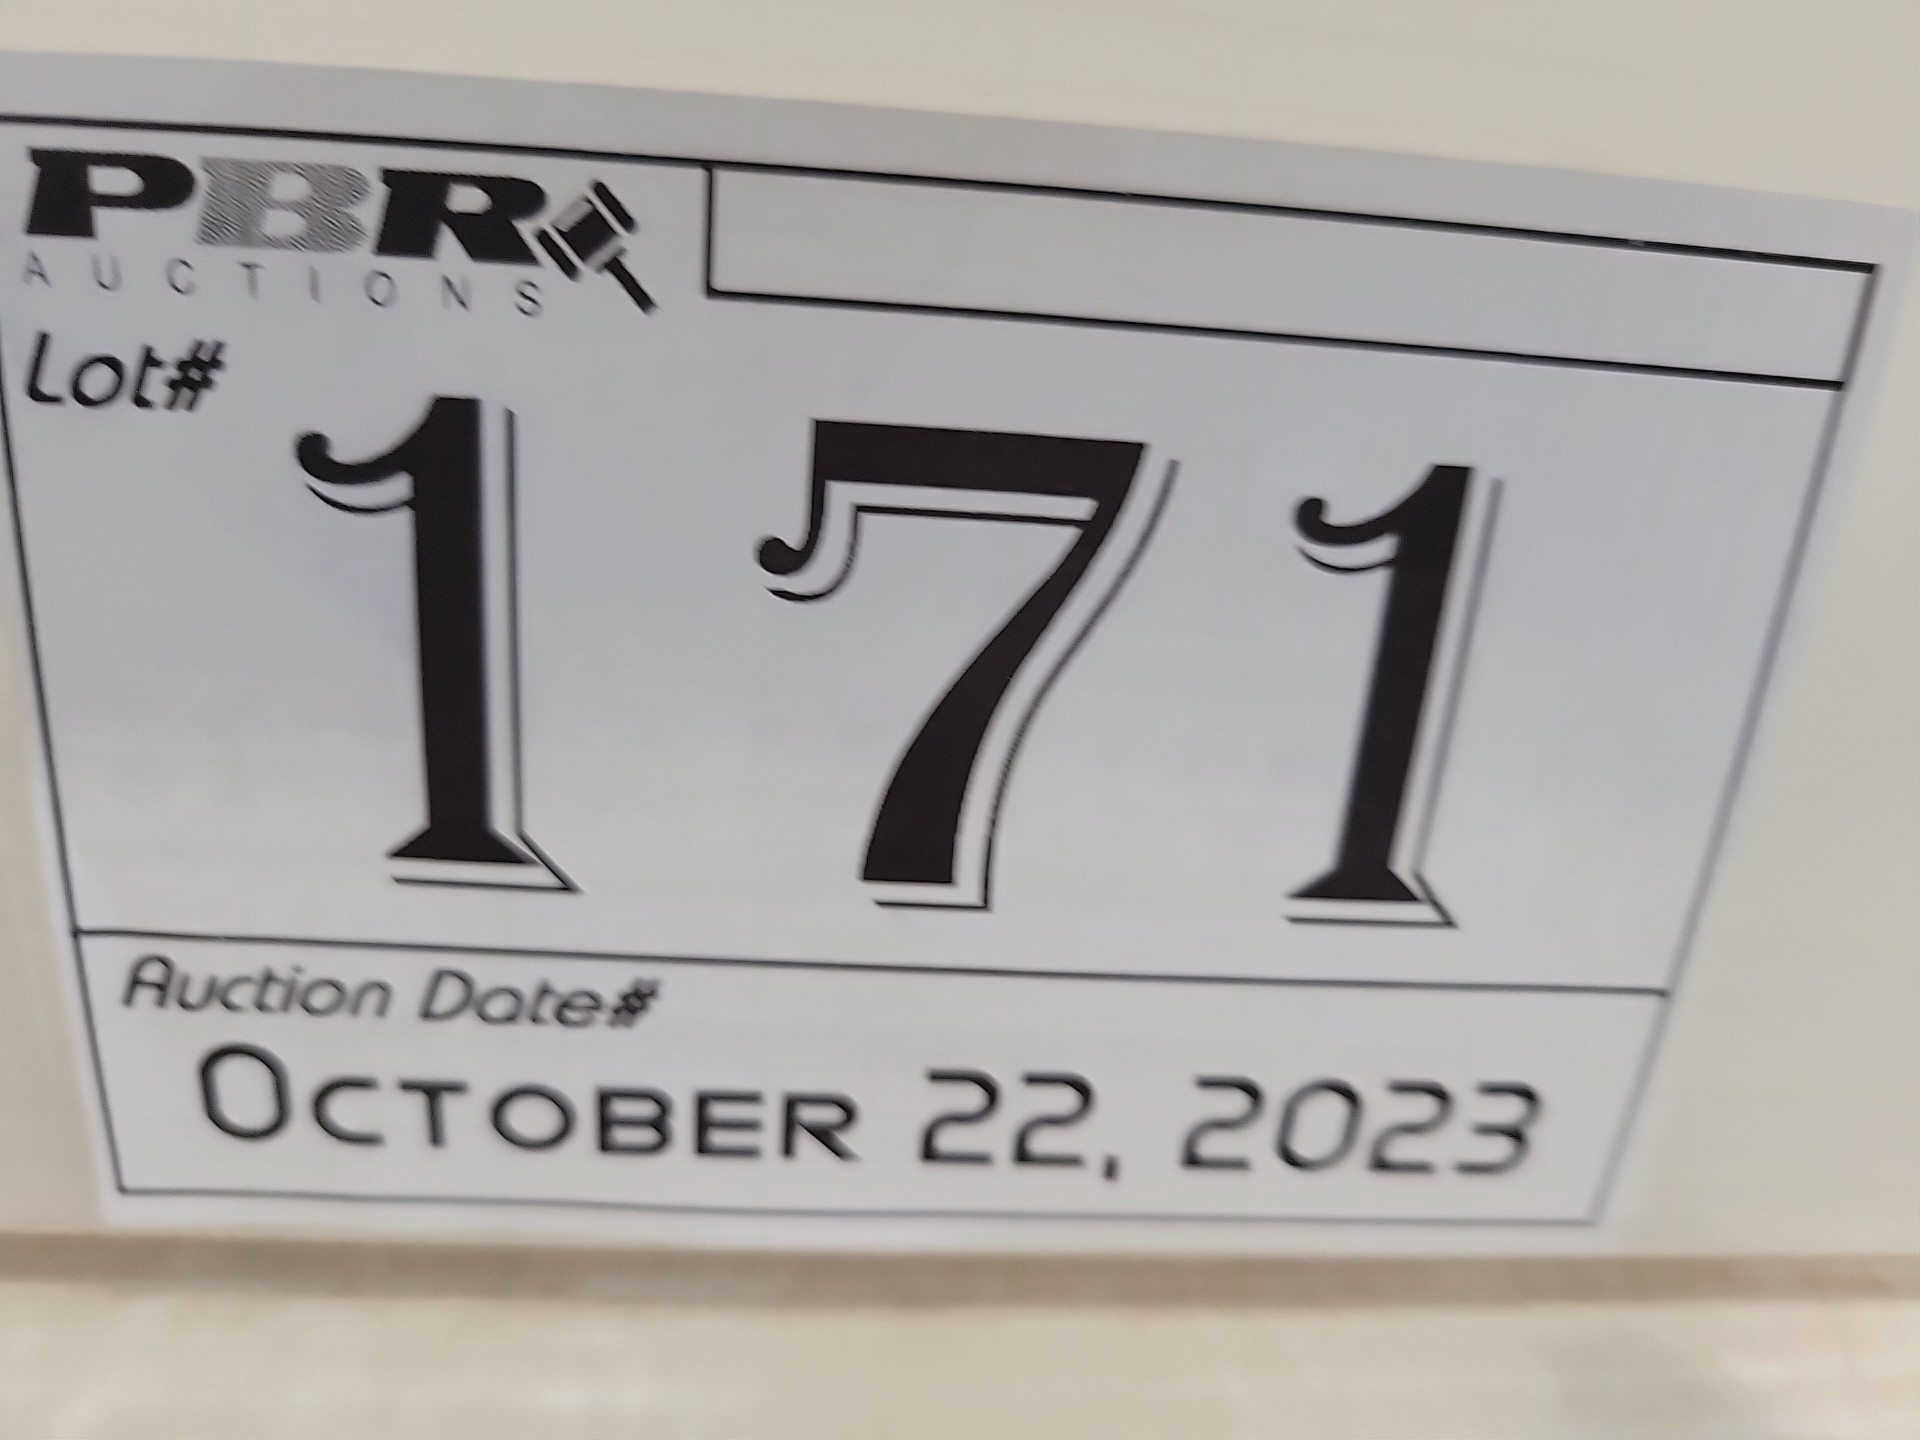 PBR
AUCTIONS
Lot#
171
Auction Date#
OCTOBER 22, 2023